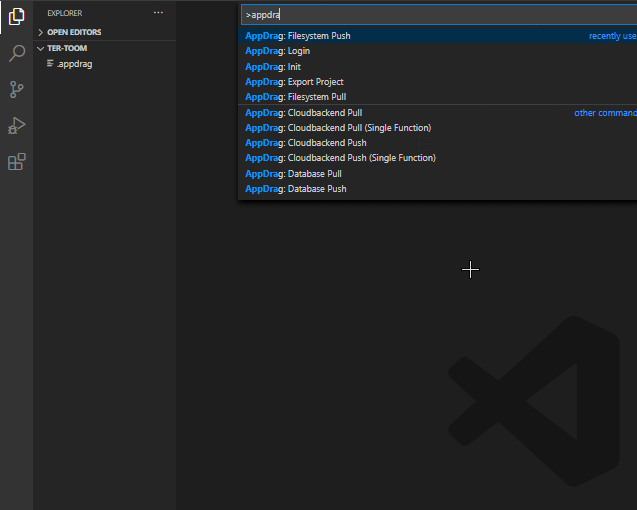 EXPLORER
OPEN EDITORS
TER-TOOM
.appdrag
>appdra
AppDrag: Filesystem Push recently use
AppDrag: Login
AppDrag: Init
AppDrag: Export Project
AppDrag: Filesystem Pull
AppDrag: Cloudbackend Pull other command
AppDrag: Cloudbackend Pull (Single Function)
AppDrag: Cloudbackend Push
AppDrag: Cloudbackend Push (Single Function)
AppDrag: Database Pull
AppDrag: Database Push